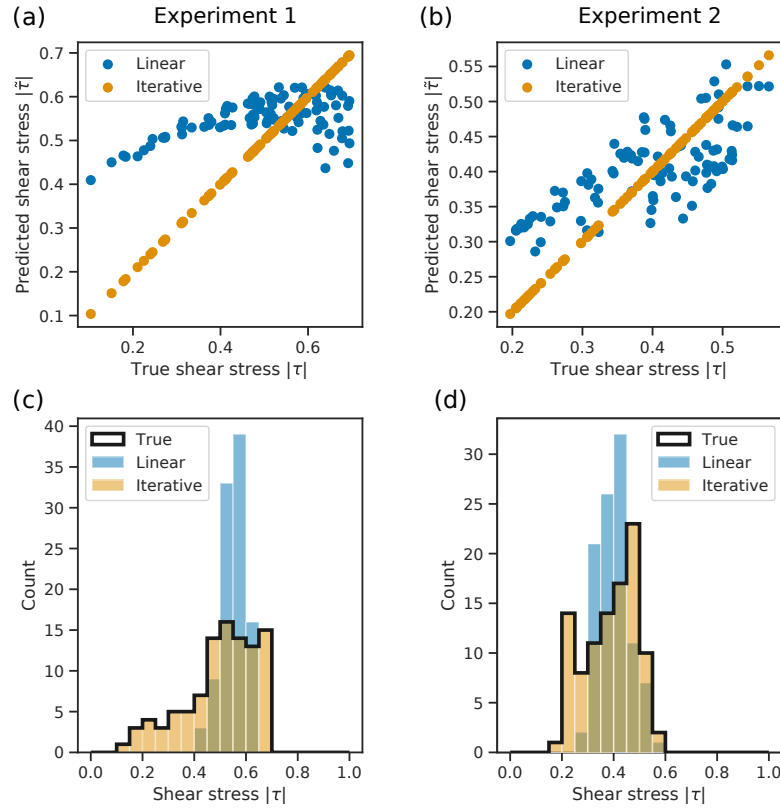 (a) Experiment 1
0.7
0.6
0.5
0.4
0.3
0.2
0.1
Predicted shear stress |τ̃|
Linear
Iterative
0.2 0.4 0.6
True shear stress |τ|
(b) Experiment 2
0.55
0.50
0.45
0.40
0.35
0.30
0.25
0.20
Predicted shear stress |τ̃|
Linear
Iterative
0.2 0.3 0.4 0.5
True shear stress |τ|
(c)
40
35
30
25
20
15
10
5
0
Count
True
Linear
Iterative
0.0 0.2 0.4 0.6 0.8 1.0
Shear stress |τ|
(d)
30
25
20
15
10
5
0
Count
True
Linear
Iterative
0.0 0.2 0.4 0.6 0.8 1.0
Shear stress |τ|